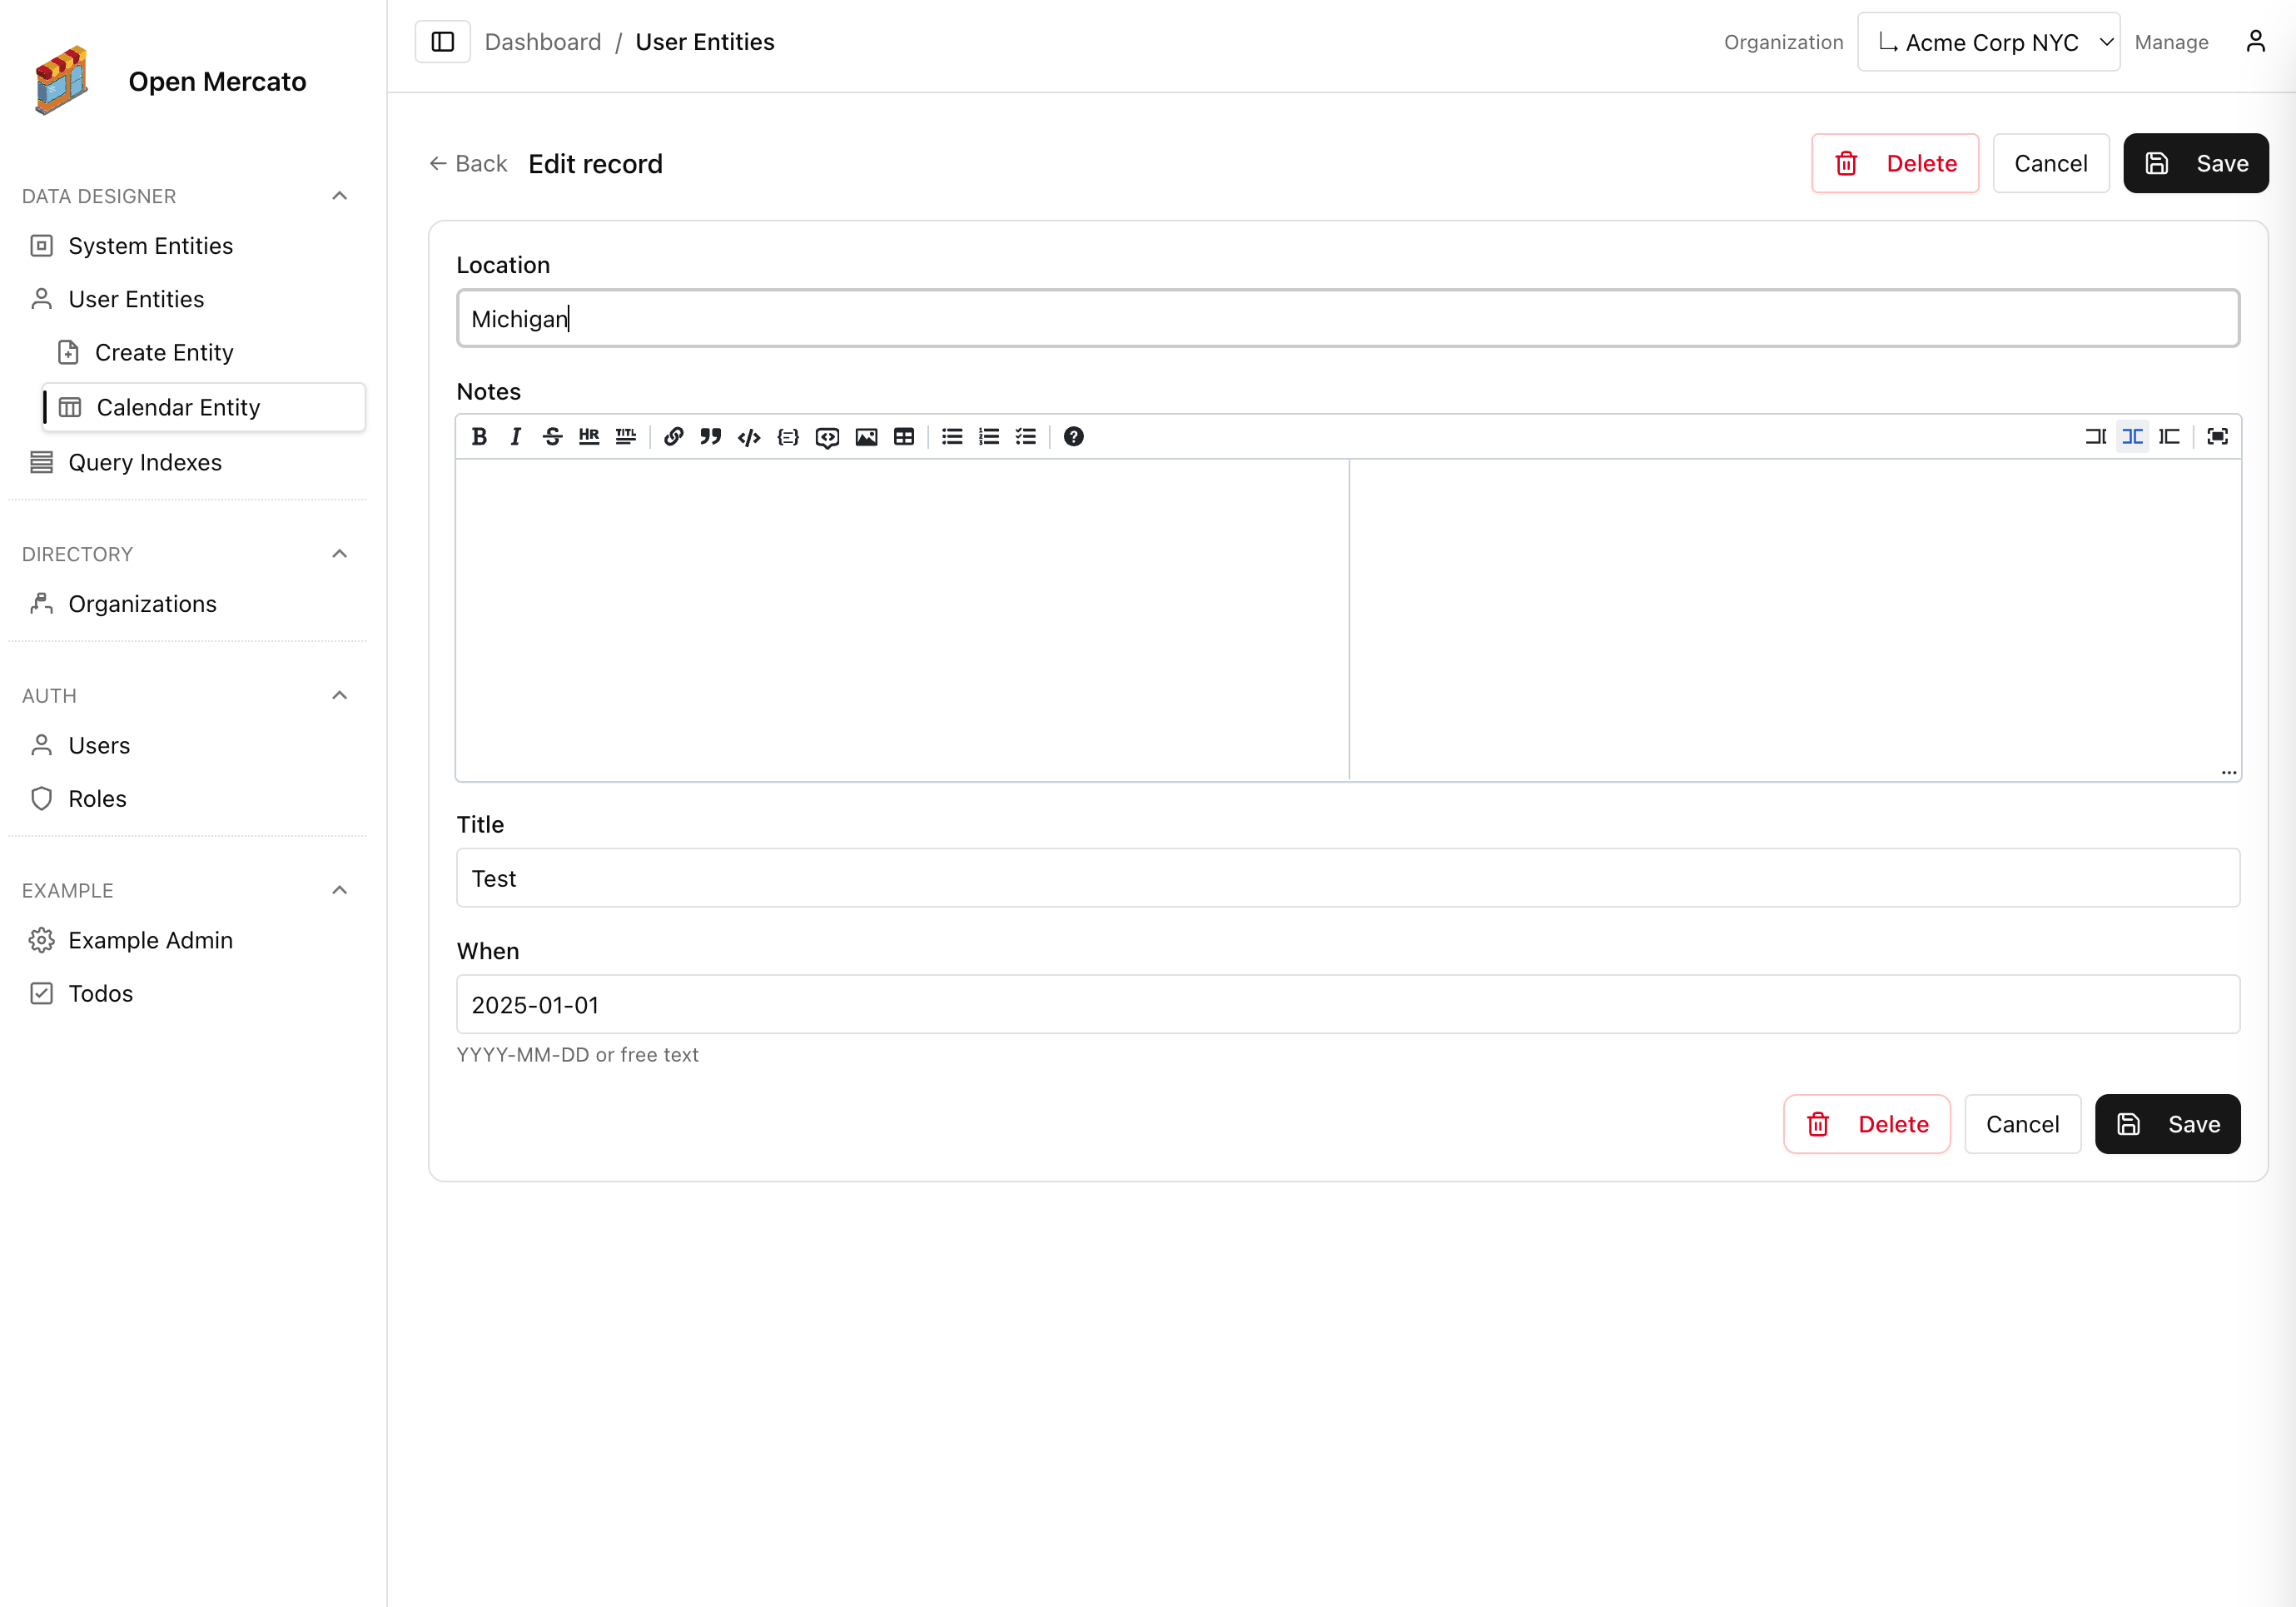 Open Mercato
DATA DESIGNER
System Entities
User Entities
Create Entity
Calendar Entity
Query Indexes
DIRECTORY
Organizations
AUTH
Users
Roles
EXAMPLE
Example Admin
Todos
Dashboard / User Entities
Organization
Acme Corp NYC
Manage
Back
Edit record
Delete
Cancel
Save
Location
Michigan
Notes
B I S HR TITL
Title
Test
When
2025-01-01
YYYY-MM-DD or free text
Delete
Cancel
Save